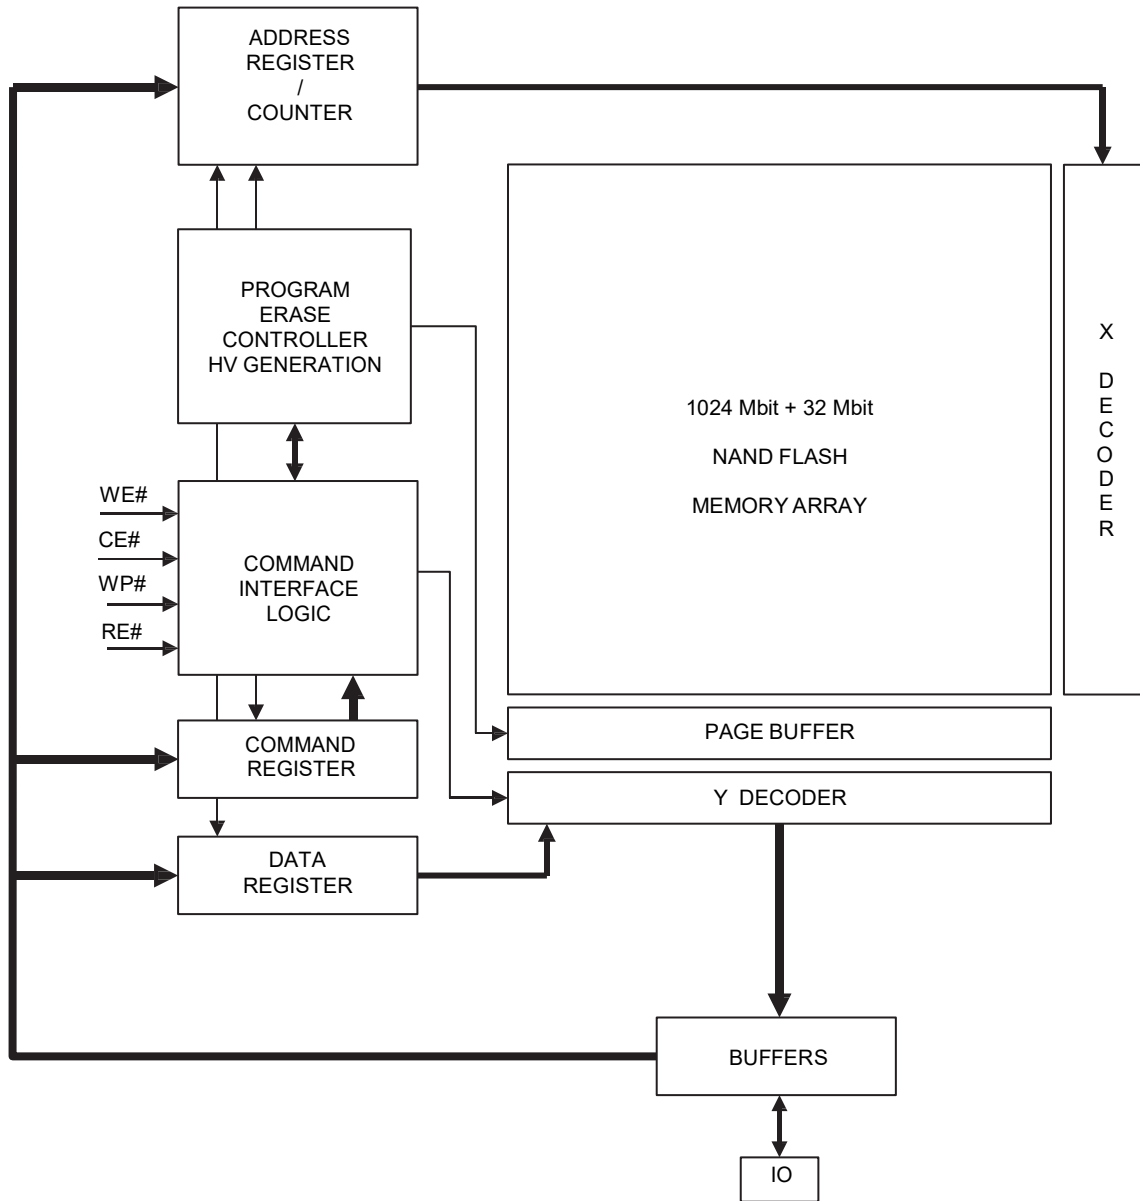 ADDRESS
REGISTER
/
COUNTER
PROGRAM
ERASE
CONTROLLER
HV GENERATION
1024 Mbit + 32 Mbit
NAND FLASH
MEMORY ARRAY
X
D
E
C
O
D
E
R
WE#
CE#
WP#
RE#
COMMAND
INTERFACE
LOGIC
COMMAND
REGISTER
PAGE BUFFER
Y DECODER
DATA
REGISTER
BUFFERS
IO